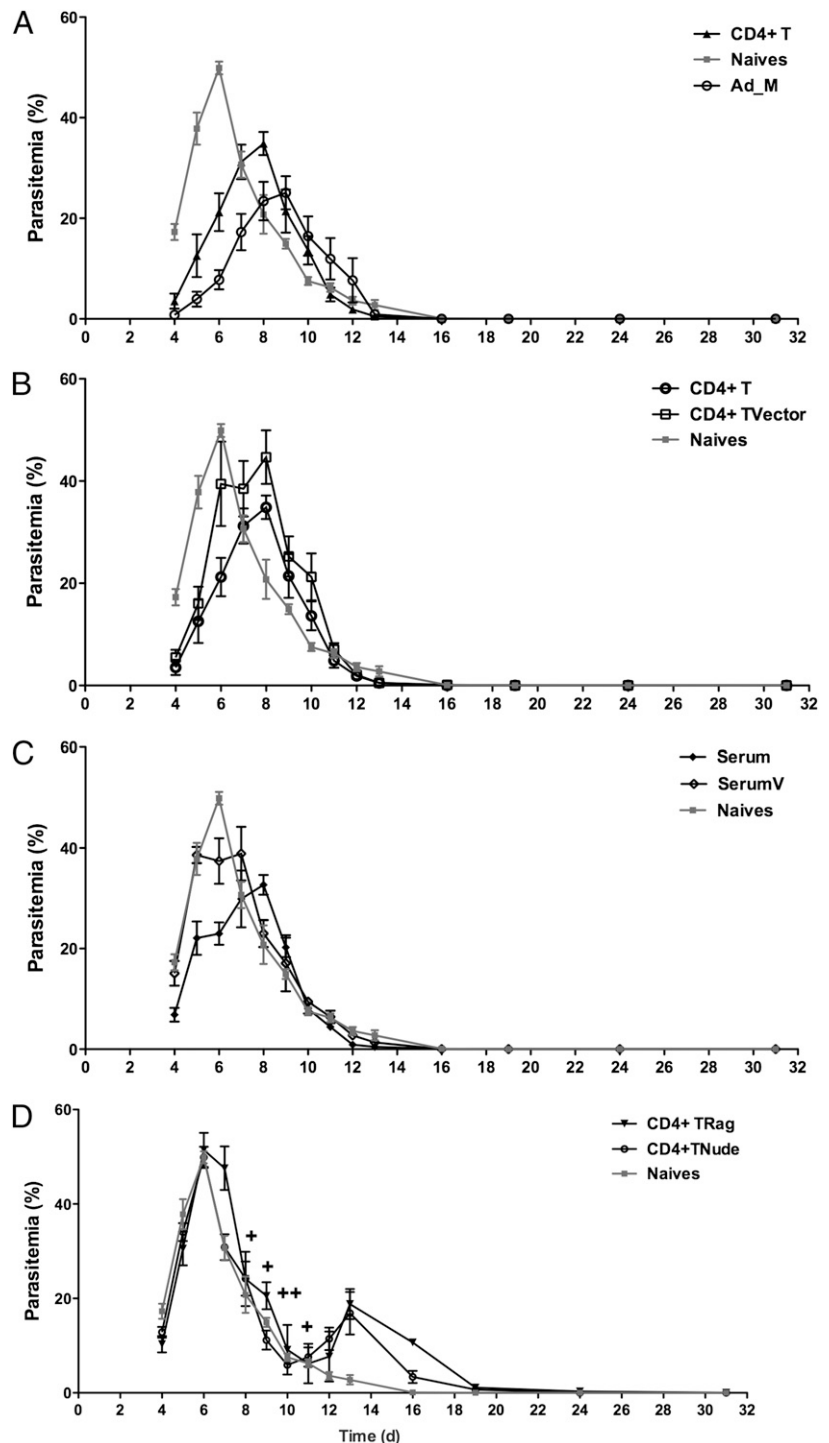 A
CD4+ T
Naives
Ad_M
Parasitemia (%)
60
40
20
0
0 2 4 6 8 10 12 14 16 18 20 22 24 26 28 30 32
B
CD4+ T
CD4+ TVector
Naives
Parasitemia (%)
60
40
20
0
0 2 4 6 8 10 12 14 16 18 20 22 24 26 28 30 32
C
Serum
SerumV
Naives
Parasitemia (%)
60
40
20
0
0 2 4 6 8 10 12 14 16 18 20 22 24 26 28 30 32
D
CD4+ TRag
CD4+TNude
Naives
Parasitemia (%)
60
40
20
0
+
+
++
+
0 2 4 6 8 10 12 14 16 18 20 22 24 26 28 30 32
Time (d)